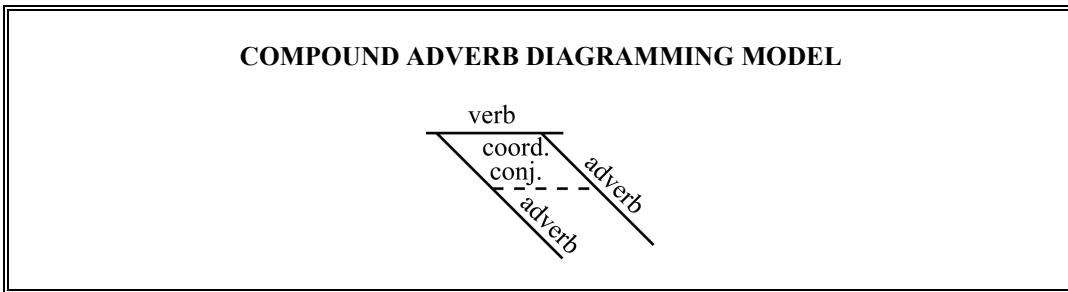 COMPOUND ADVERB DIAGRAMMING MODEL
verb
coord.
conj.
adverb
adverb